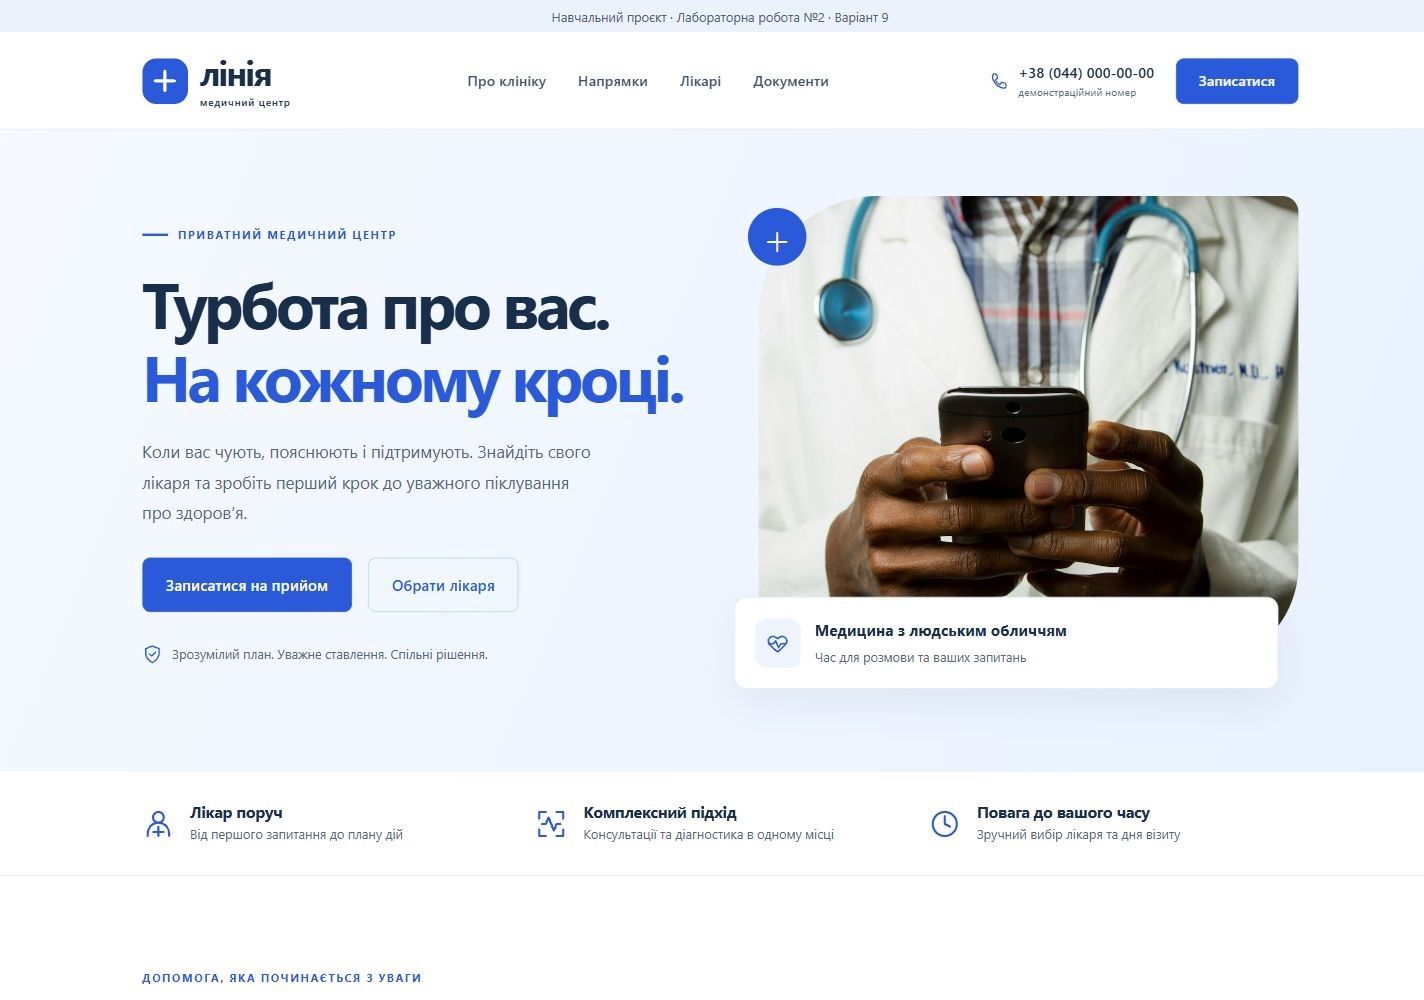 Навчальний проєкт · Лабораторна робота №2 · Варіант 9
лінія
медичний центр
Про клініку
Напрямки
Лікарі
Документи
+38 (044) 000-00-00
демонстраційний номер
Записатися
ПРИВАТНИЙ МЕДИЧНИЙ ЦЕНТР
Турбота про вас.
На кожному кроці.
Коли вас чують, пояснюють і підтримують. Знайдіть свого
лікаря та зробіть перший крок до уважного піклування
про здоров’я.
Записатися на прийом
Обрати лікаря
Зрозумілий план. Уважне ставлення. Спільні рішення.
M.D.
Медицина з людським обличчям
Час для розмови та ваших запитань
Лікар поруч
Від першого запитання до плану дій
Комплексний підхід
Консультації та діагностика в одному місці
Повага до вашого часу
Зручний вибір лікаря та дня візиту
ДОПОМОГА, ЯКА ПОЧИНАЄТЬСЯ З УВАГИ